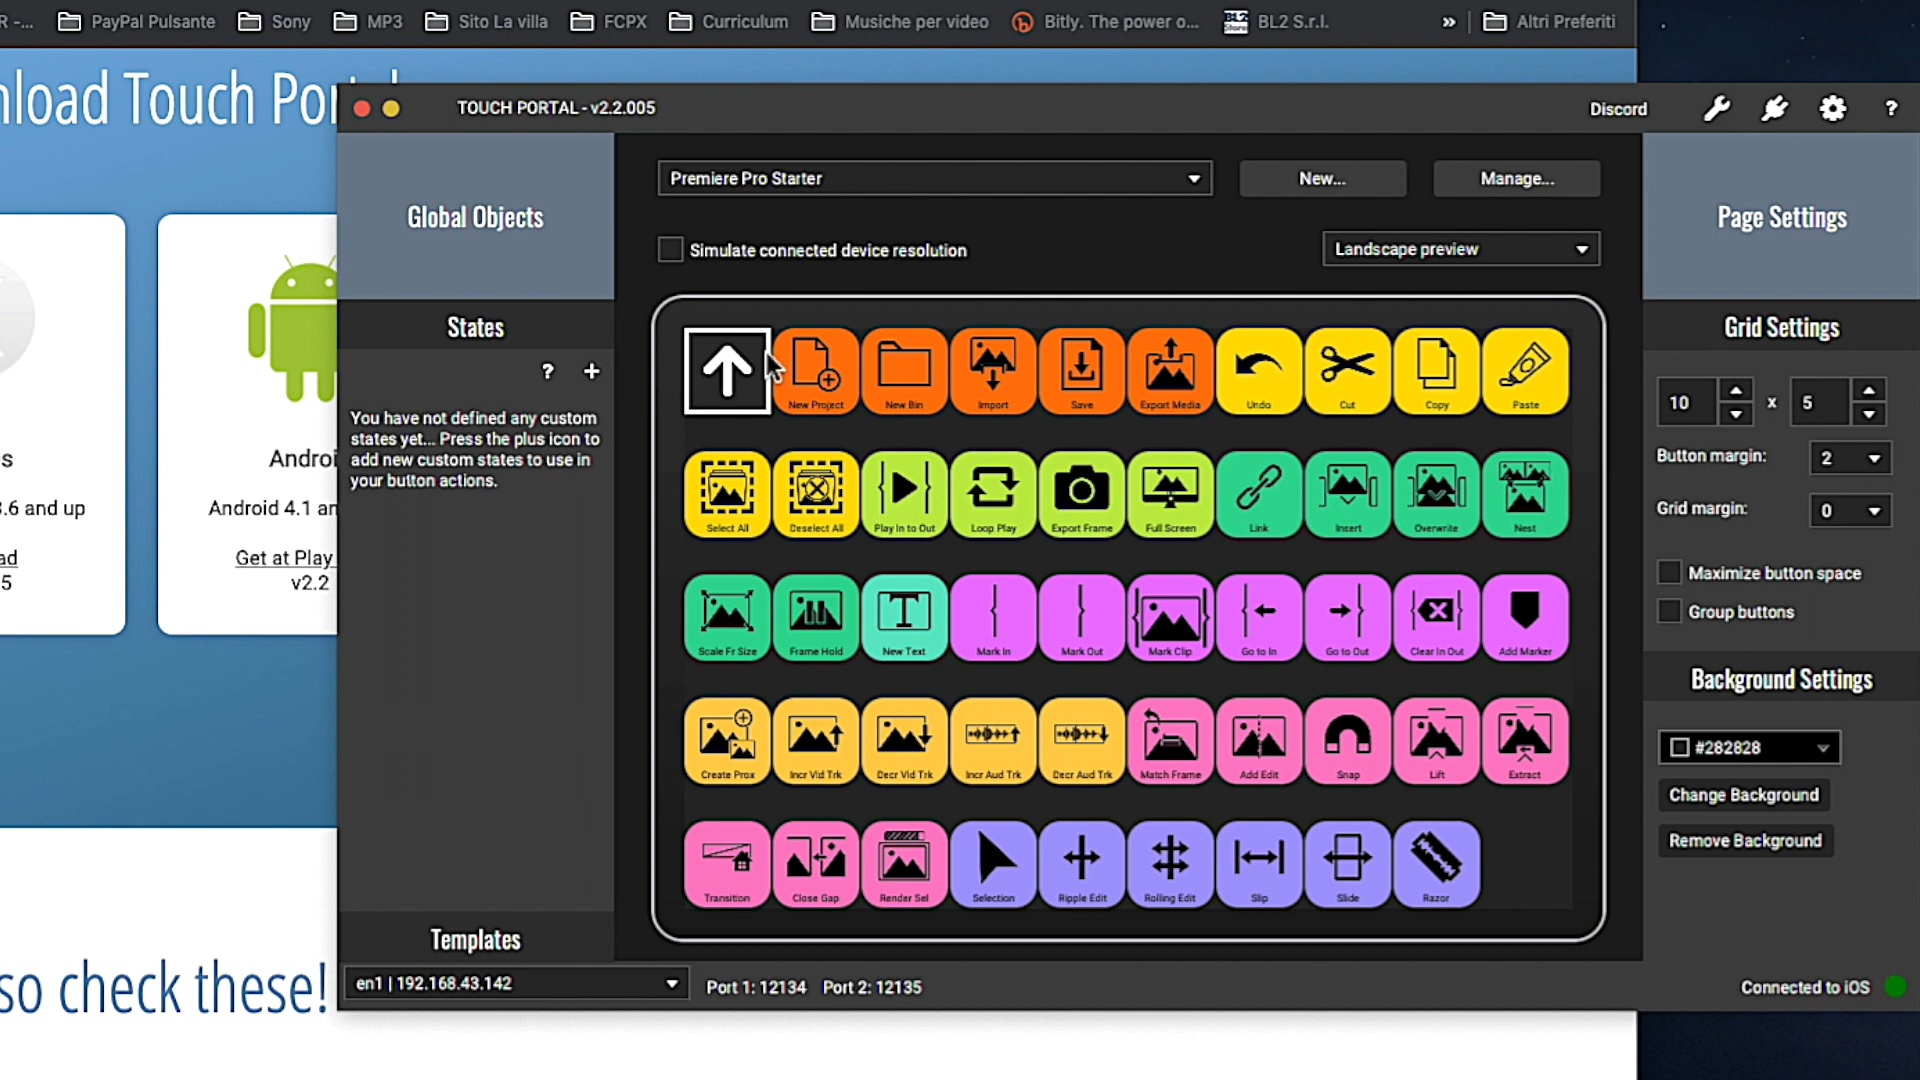 PayPal Pulsante
Sony
MP3
Sito La villa
FCPX
Curriculum
Musiche per video
Bitly. The power o...
BL2 S.r.l.
»
Altri Preferiti
nload Touch Por
TOUCH PORTAL - v2.2.005
Discord
?
Global Objects
Premiere Pro Starter
New...
Manage...
Page Settings
Simulate connected device resolution
Landscape preview
States
Grid Settings
? +
You have not defined any custom
states yet... Press the plus icon to
add new custom states to use in
your button actions.
New Project
New Bin
Import
Save
Export Media
Undo
Cut
Copy
Paste
10 x 5
Button margin: 2
Grid margin: 0
Select All
Deselect All
Play In to Out
Loop Play
Export Frame
Full Screen
Link
Insert
Overwrite
Nest
Maximize button space
Group buttons
Scale Fr Size
Frame Hold
New Text
Mark In
Mark Out
Mark Clip
Go to In
Go to Out
Clear In Out
Add Marker
Background Settings
#282828
Change Background
Remove Background
Create Prox
Incr Vid Trk
Decr Vid Trk
Incr Aud Trk
Decr Aud Trk
Match Frame
Add Edit
Snap
Lift
Extract
Transition
Close Gap
Render Sel
Selection
Ripple Edit
Rolling Edit
Slip
Slide
Razor
Templates
en1 | 192.168.43.142
Port 1: 12134 Port 2: 12135
Connected to iOS
s
.6 and up
ad
5
Androi
Android 4.1 an
Get at Play
v2.2
so check these!